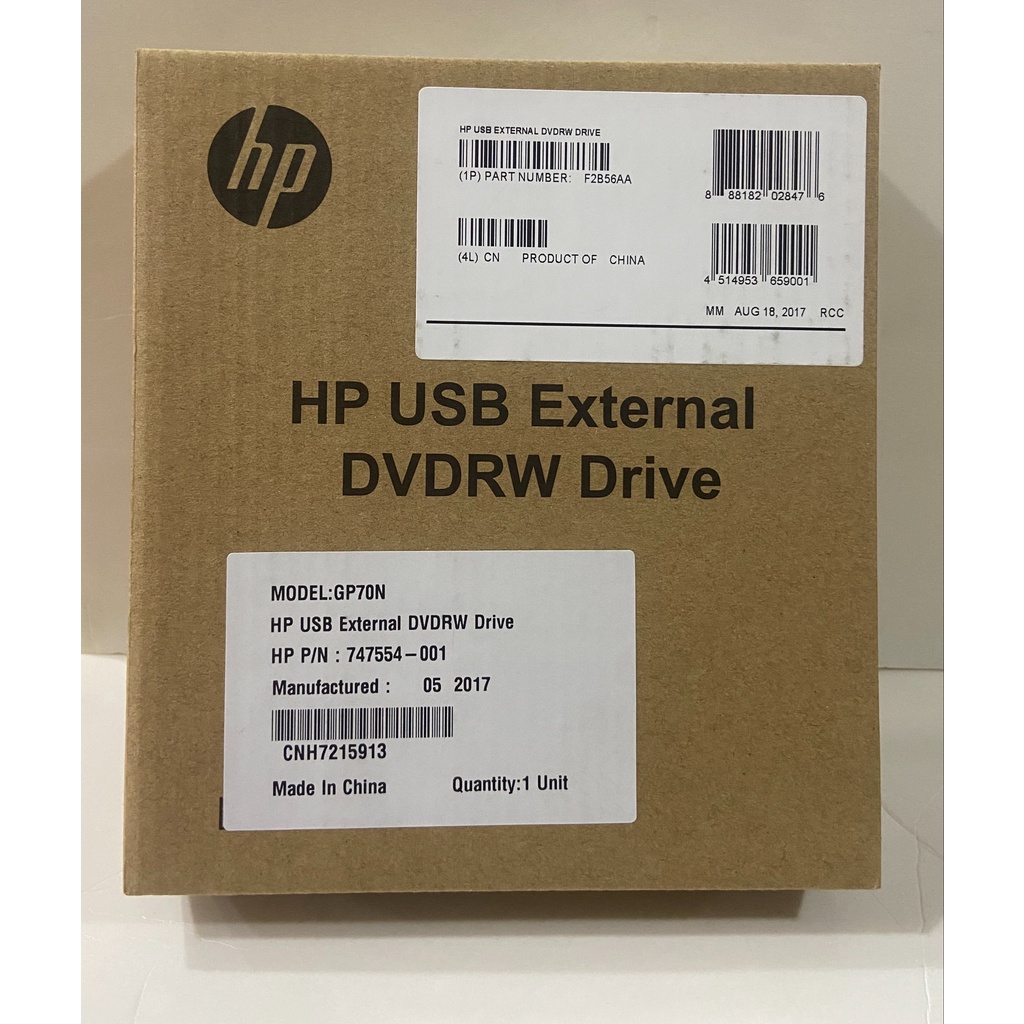 hp
HP USB EXTERNAL DVDRW DRIVE
(1P) PART NUMBER: F2B56AA
8 88182 02847 6
(4L) CN PRODUCT OF CHINA
4 514953 659001
MM AUG 18, 2017 RCC
HP USB External
DVDRW Drive
MODEL:GP70N
HP USB External DVDRW Drive
HP P/N : 747554-001
Manufactured : 05 2017
CNH7215913
Made In China Quantity:1 Unit